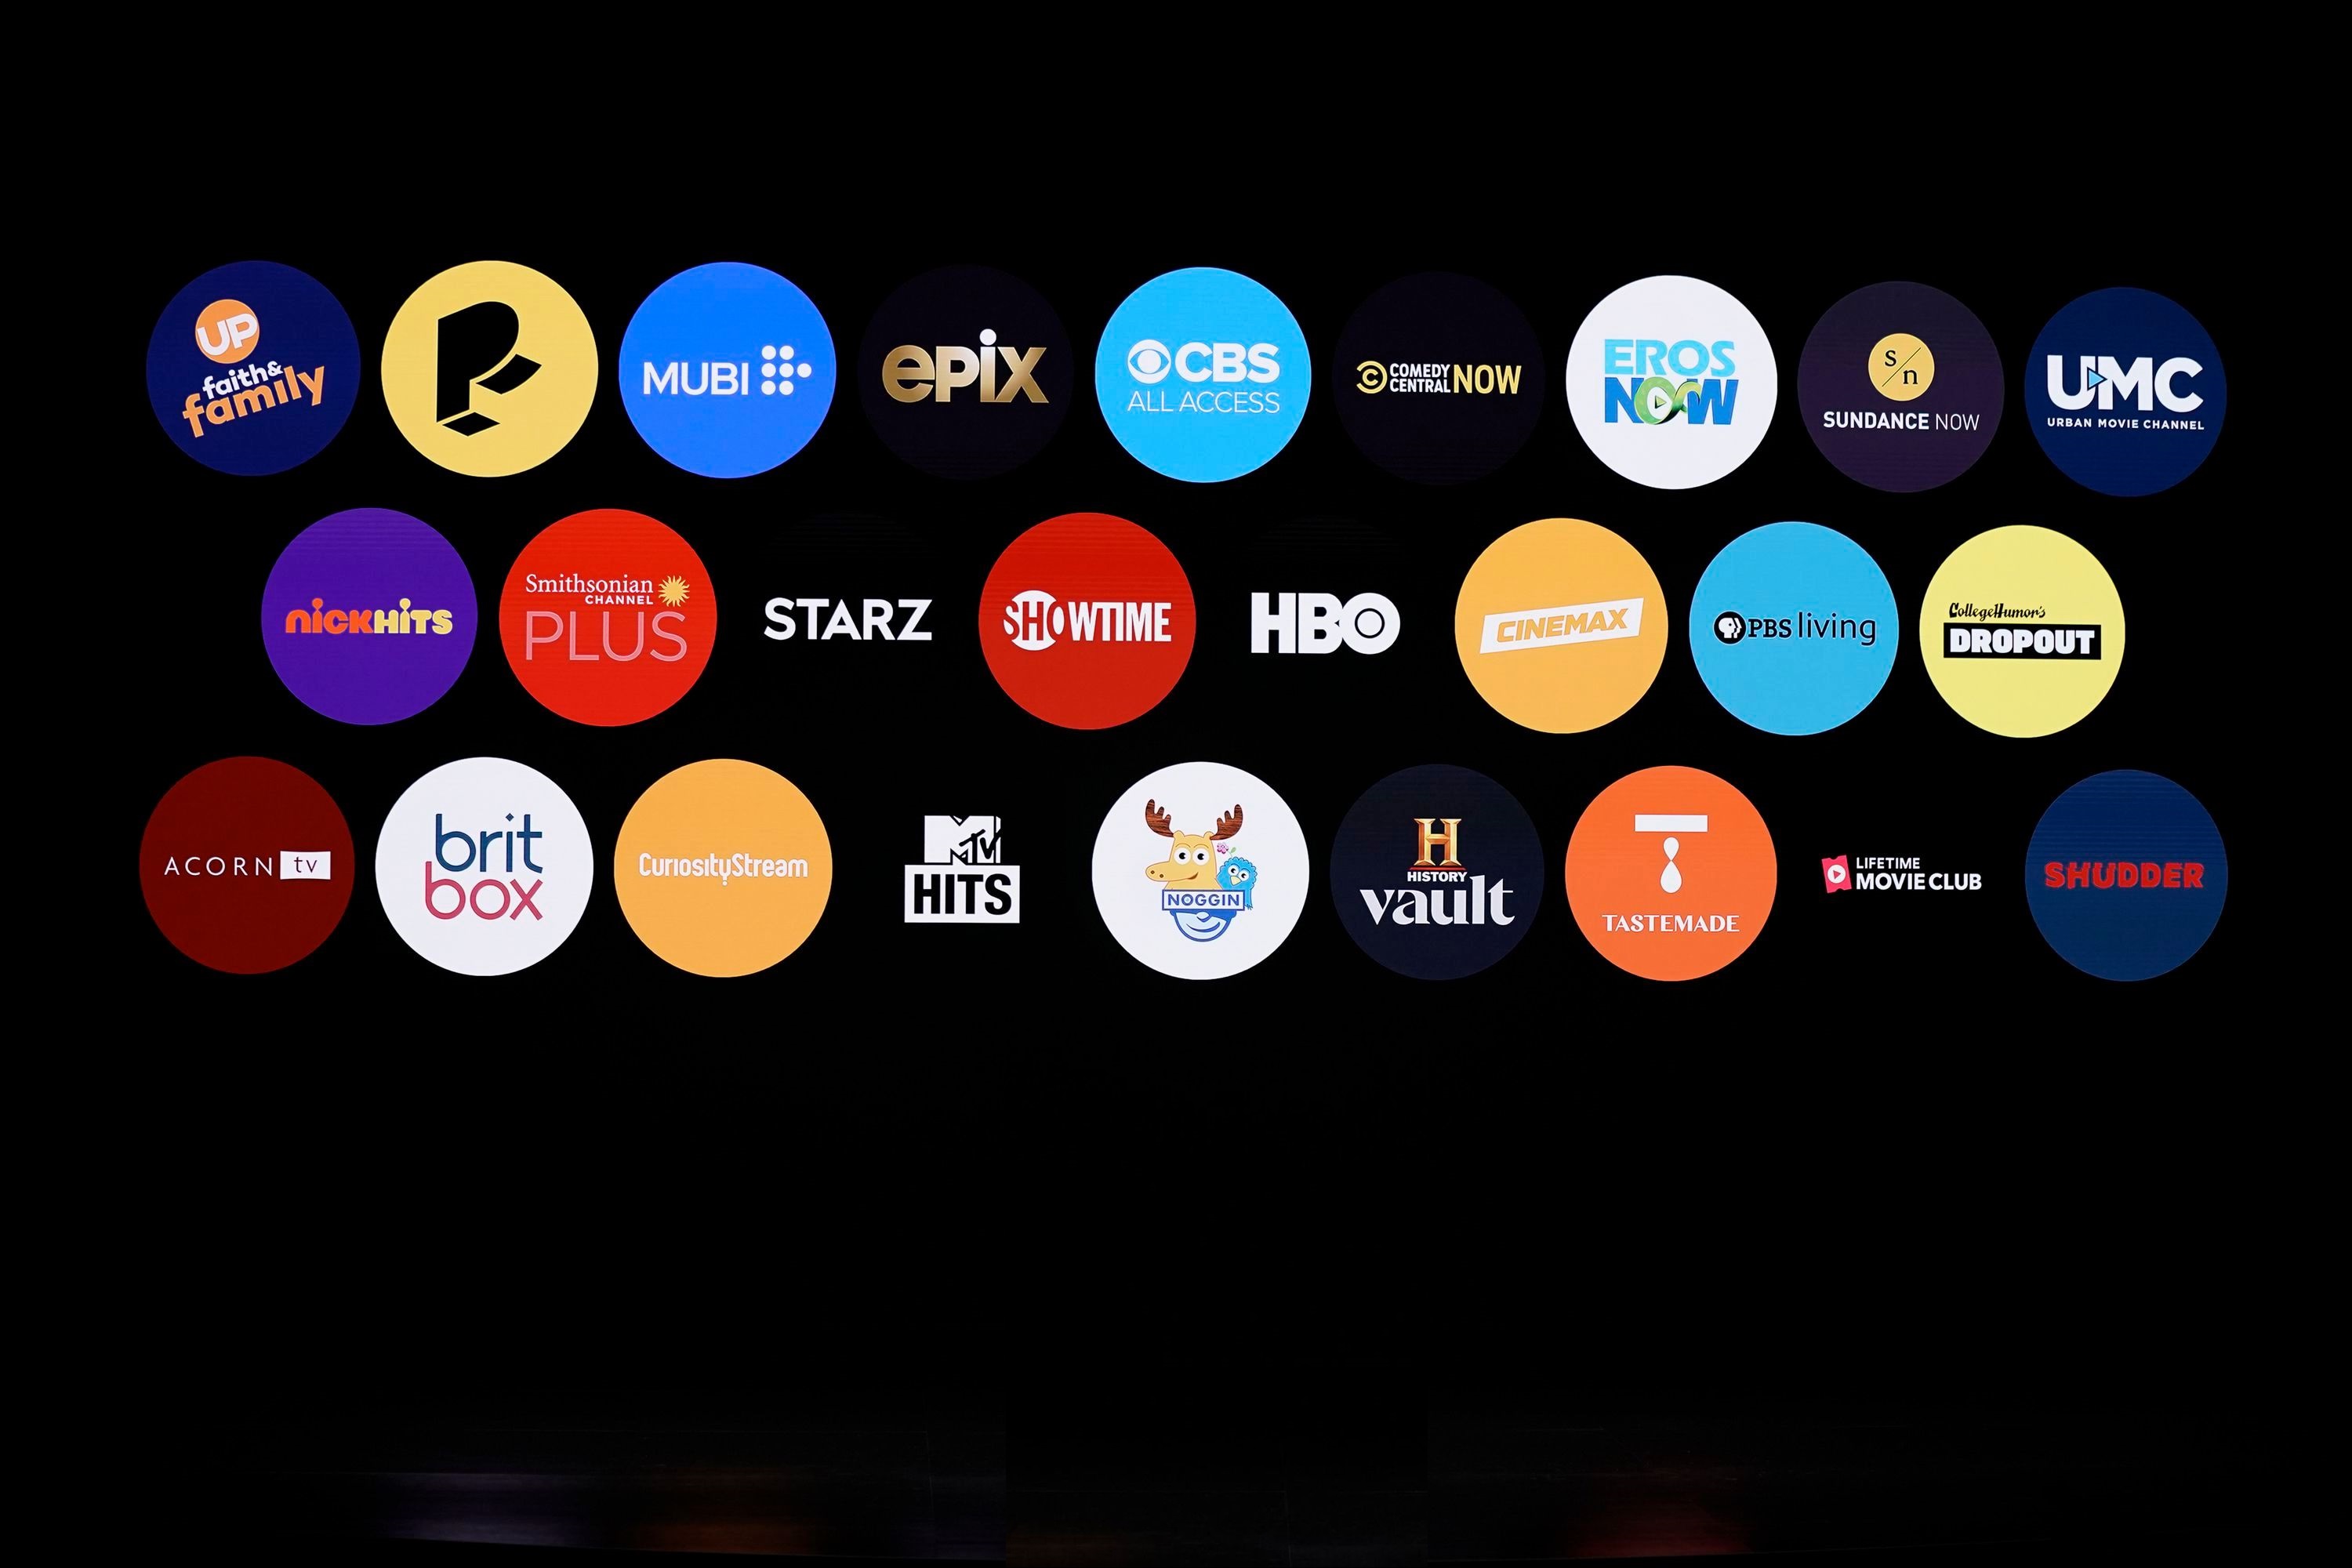 UP
faith&
family
P
MUBI
epix
CBS
ALL ACCESS
COMEDY
CENTRAL NOW
EROS
NOW
s/n
SUNDANCE NOW
UMC
URBAN MOVIE CHANNEL
nickHiTS
Smithsonian
CHANNEL
PLUS
STARZ
SHOWTIME
HBO
CINEMAX
PBS living
CollegeHumor's
DROPOUT
ACORN tv
brit
box
CuriosityStream
MTV
HITS
NOGGIN
H
HISTORY
vault
T
TASTEMADE
LIFETIME
MOVIE CLUB
SHUDDER